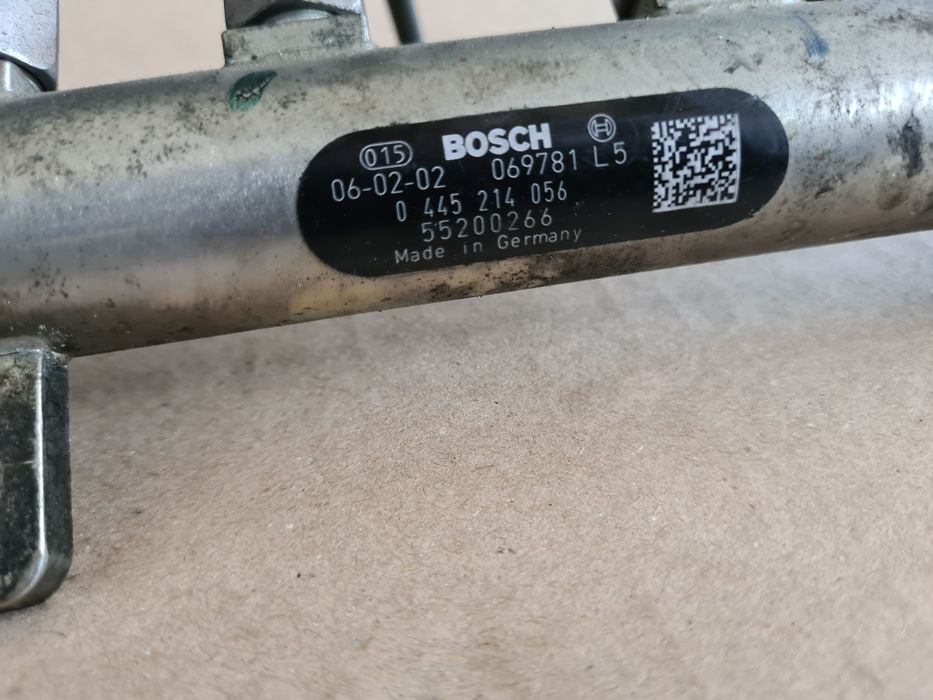 015 BOSCH
06-02-02 069781 L5
0 445 214 056
55200266
Made in Germany